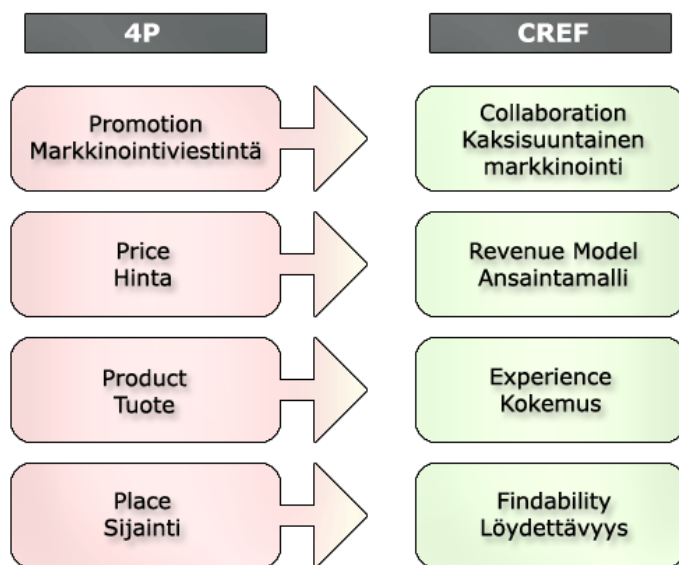 4P
CREF
Promotion
Markkinointiviestintä
Collaboration
Kaksisuuntainen
markkinointi
Price
Hinta
Revenue Model
Ansaintamalli
Product
Tuote
Experience
Kokemus
Place
Sijainti
Findability
Löydettävyys